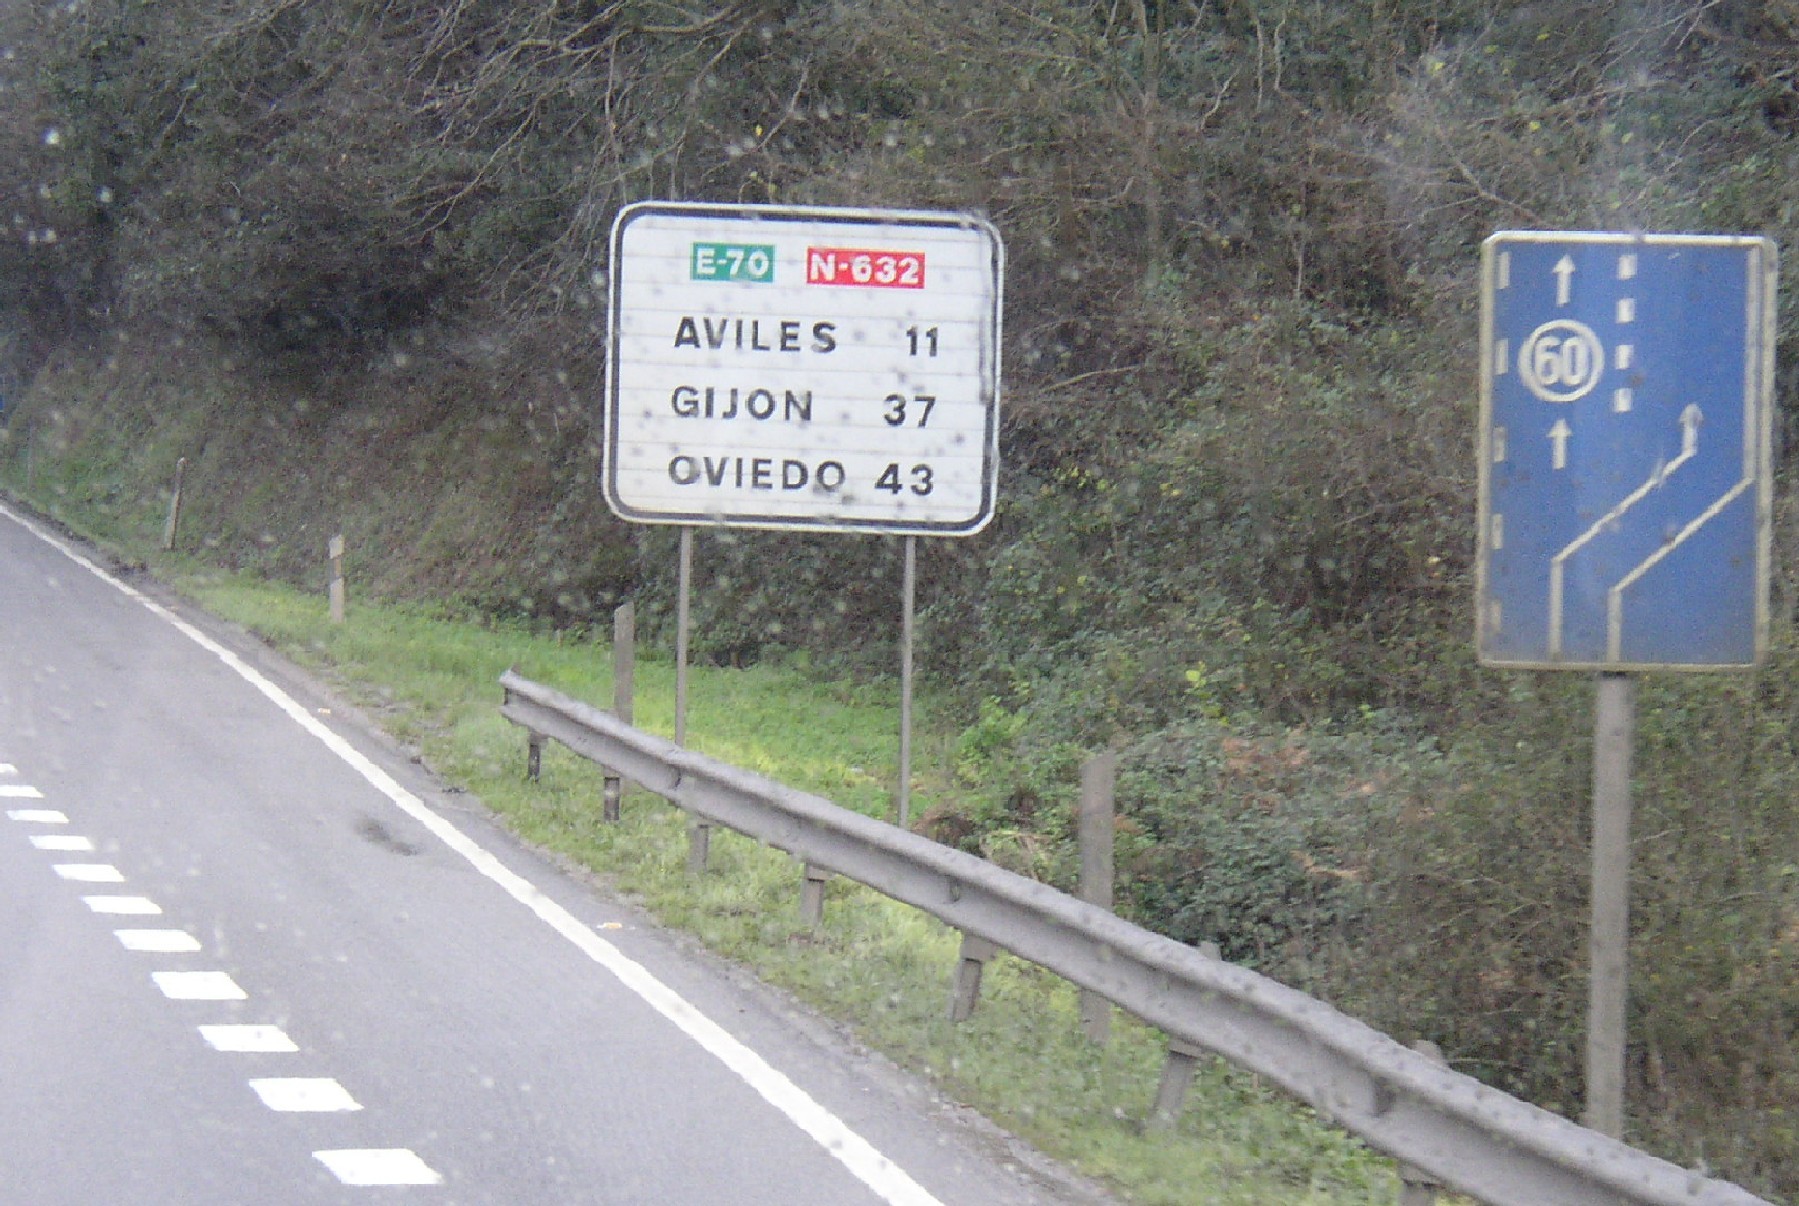 E-70 N-632
AVILES 11
GIJON 37
OVIEDO 43
60